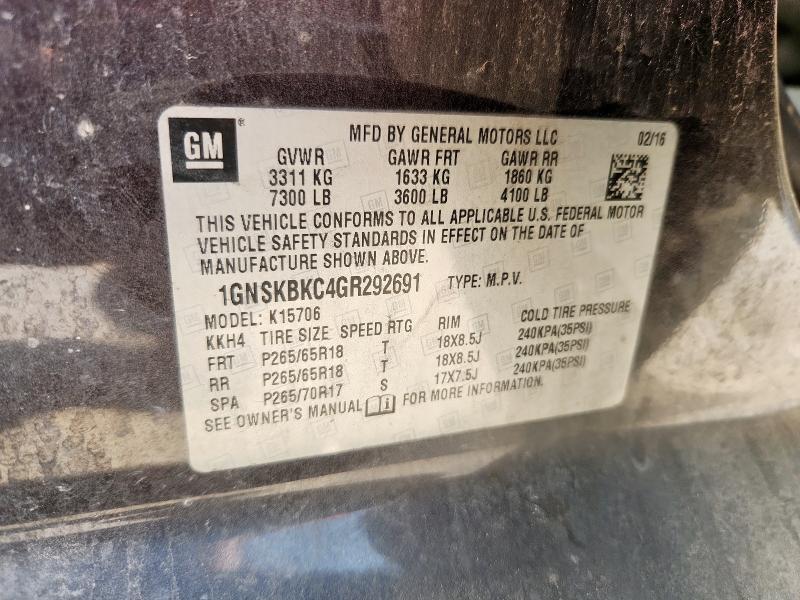 GM
MFD BY GENERAL MOTORS LLC 02/16
GVWR GAWR FRT GAWR RR
3311 KG 1633 KG 1860 KG
7300 LB 3600 LB 4100 LB
THIS VEHICLE CONFORMS TO ALL APPLICABLE U.S. FEDERAL MOTOR
VEHICLE SAFETY STANDARDS IN EFFECT ON THE DATE OF
MANUFACTURE SHOWN ABOVE.
1GNSKBKC4GR292691 TYPE: M.P.V.
MODEL: K15706
KKH4 TIRE SIZE SPEED RTG RIM COLD TIRE PRESSURE
FRT P265/65R18 T 18X8.5J 240KPA(35PSI)
RR P265/65R18 T 18X8.5J 240KPA(35PSI)
SPA P265/70R17 S 17X7.5J 240KPA(35PSI)
SEE OWNER'S MANUAL FOR MORE INFORMATION.